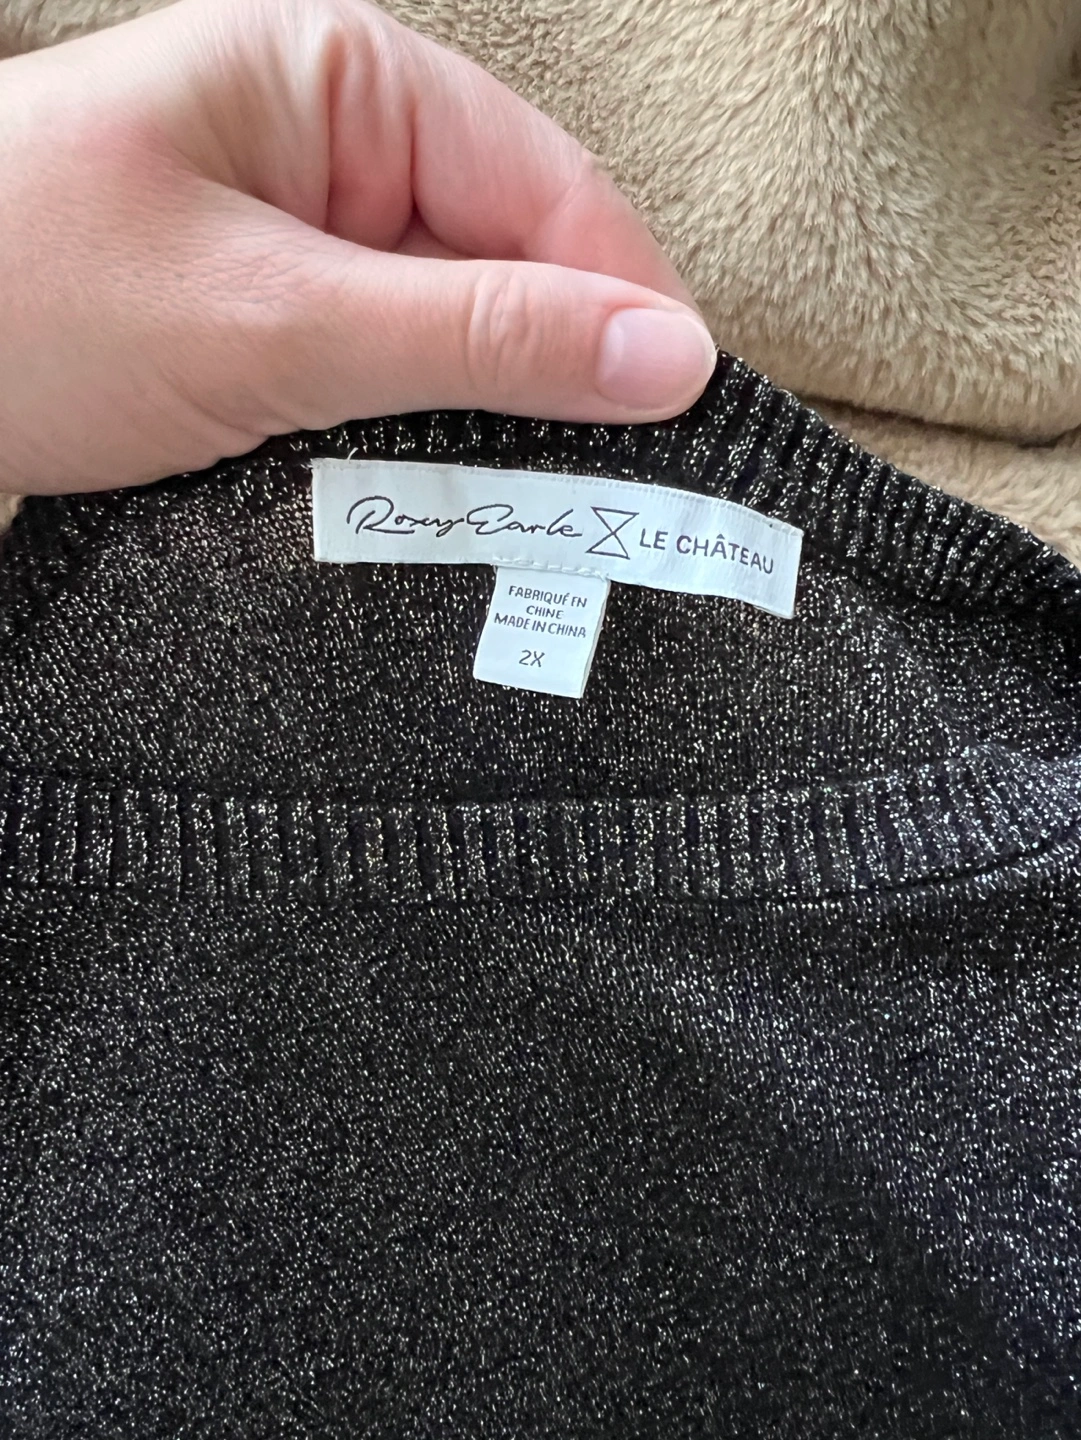 Roxy Earle LE CHÂTEAU
FABRIQUÉ EN
CHINE
MADE IN CHINA
2X